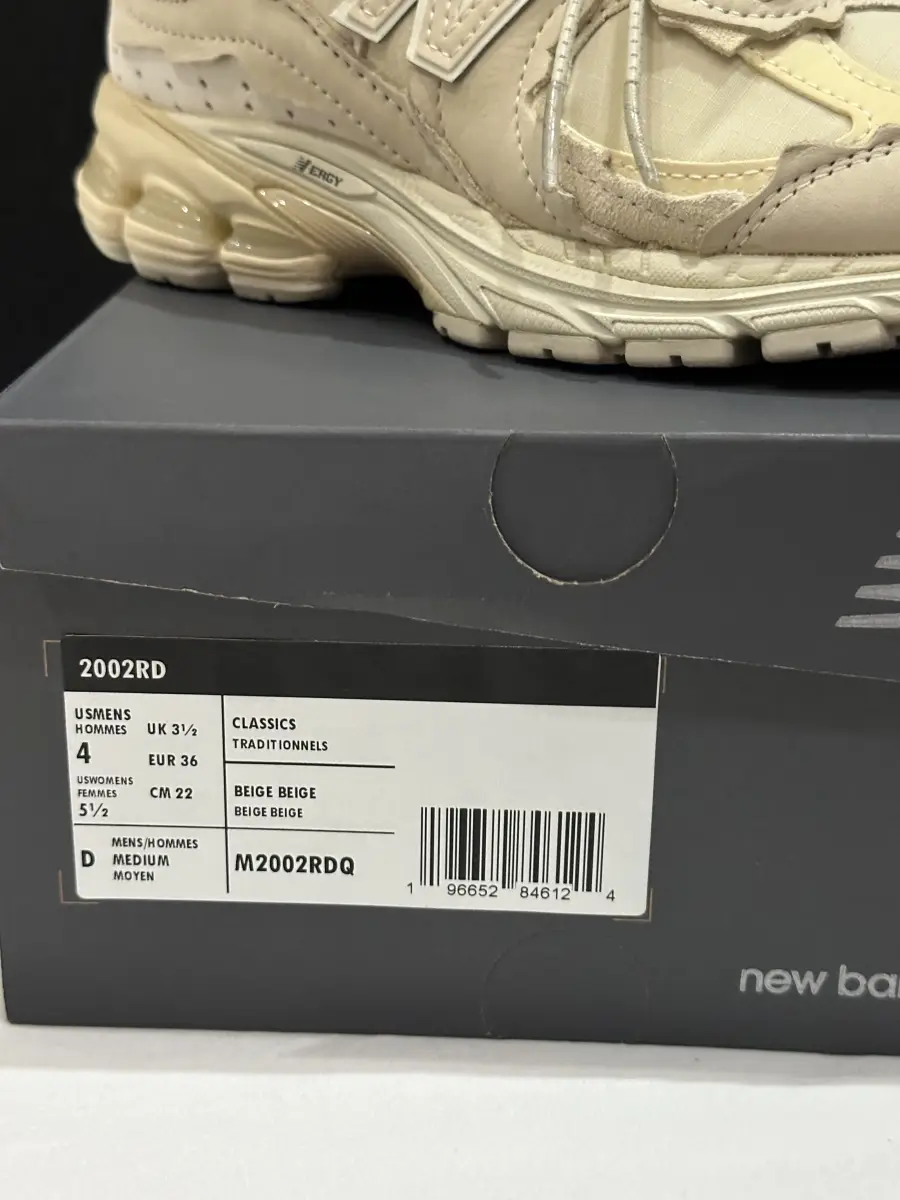 N ERGY
2002RD
USMENS
HOMMES
4
UK 3½
EUR 36
USWOMENS
FEMMES
5½
CM 22
CLASSICS
TRADITIONNELS
BEIGE BEIGE
BEIGE BEIGE
D
MENS/HOMMES
MEDIUM
MOYEN
M2002RDQ
1 96652 84612 4
new ba